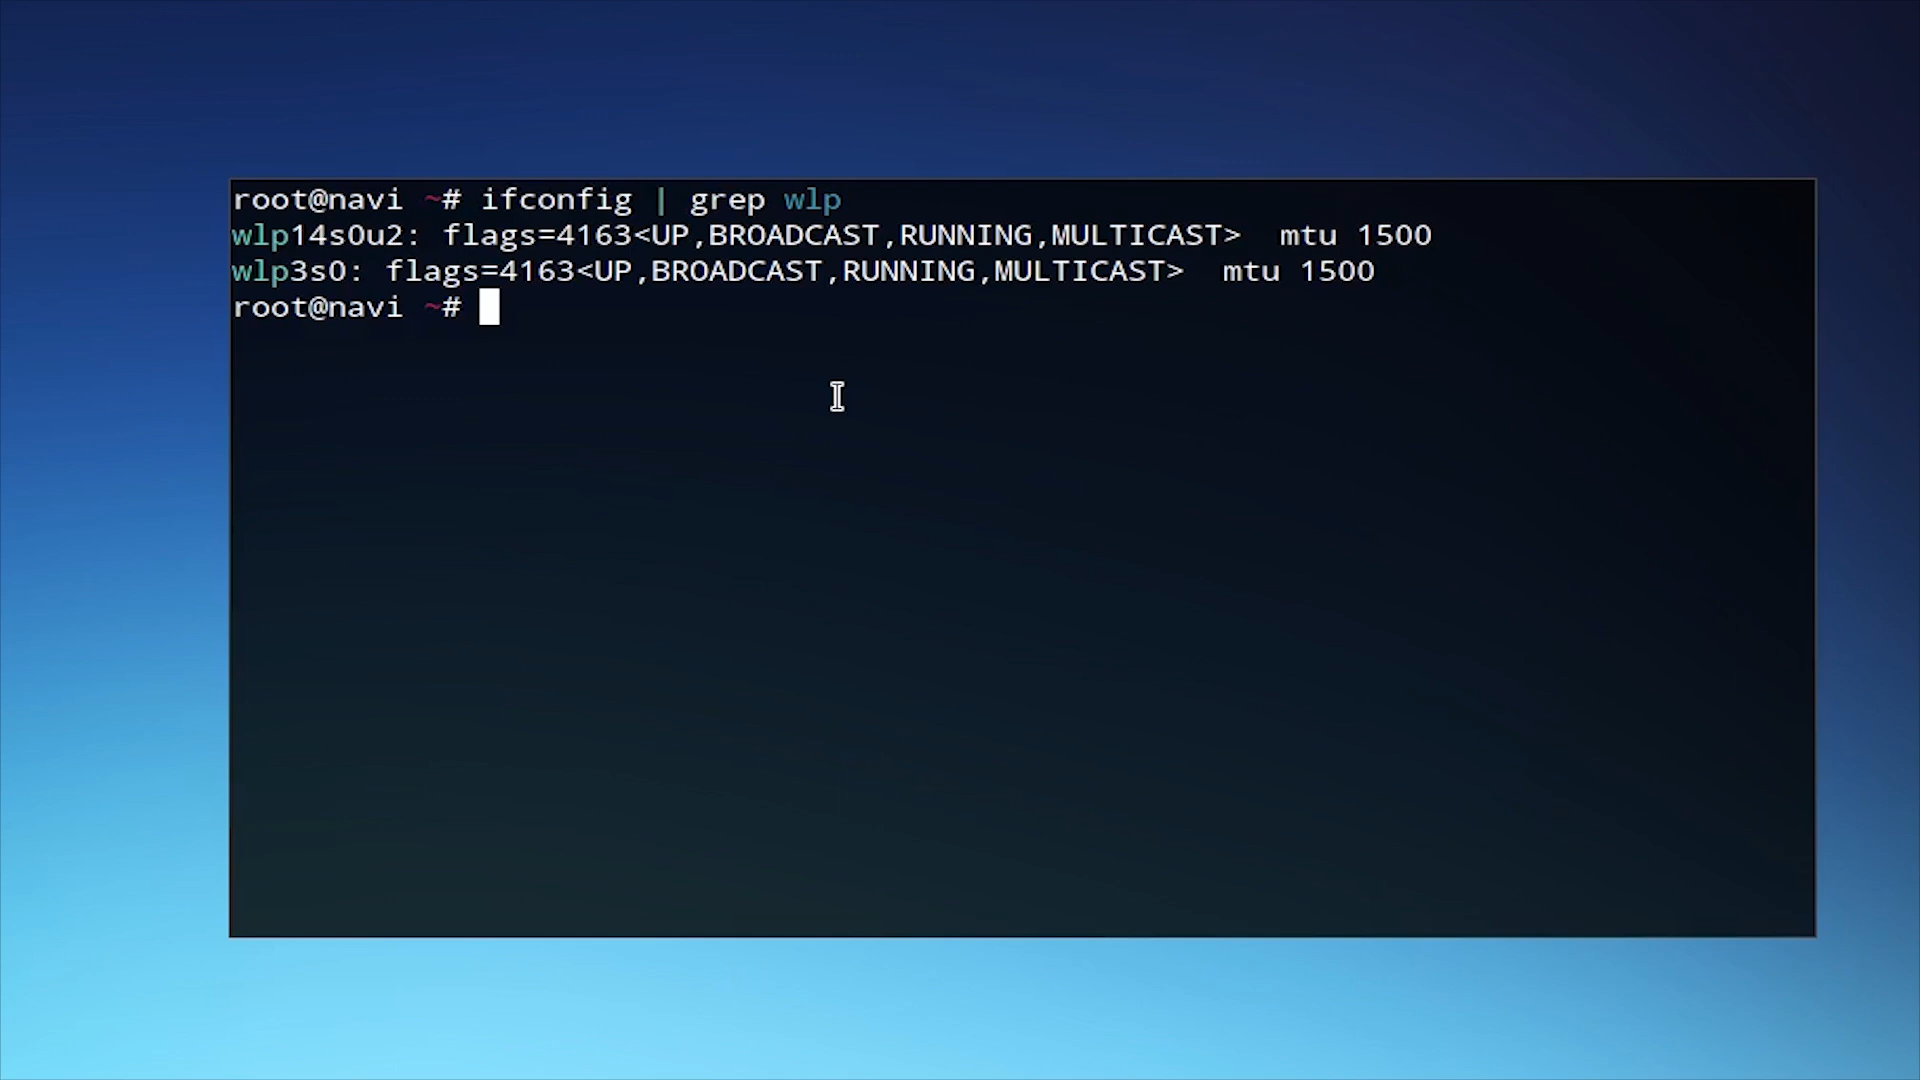 root@navi ~# ifconfig | grep wlp
wlp14s0u2: flags=4163<UP,BROADCAST,RUNNING,MULTICAST>  mtu 1500
wlp3s0: flags=4163<UP,BROADCAST,RUNNING,MULTICAST>  mtu 1500
root@navi ~#